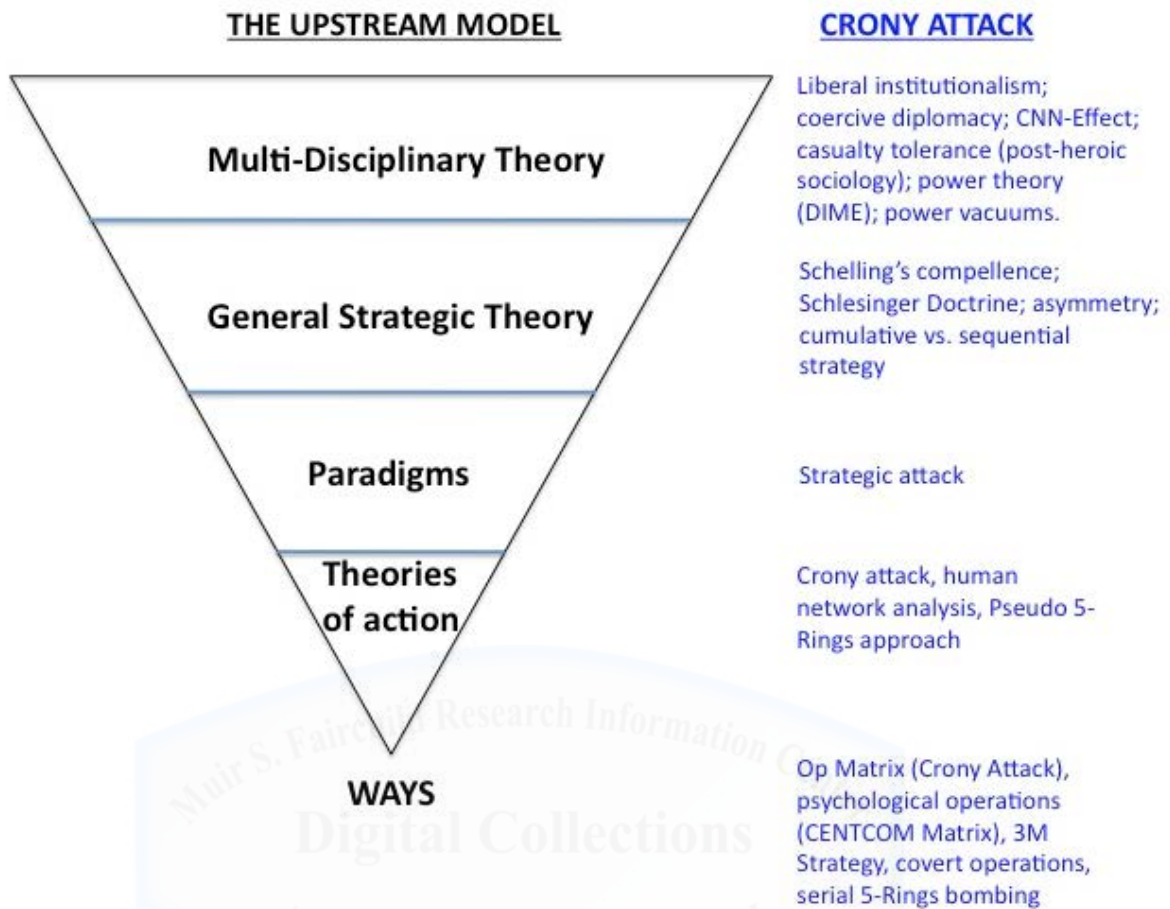 THE UPSTREAM MODEL
CRONY ATTACK
Multi-Disciplinary Theory
Liberal institutionalism;
coercive diplomacy; CNN-Effect;
casualty tolerance (post-heroic
sociology); power theory
(DIME); power vacuums.
General Strategic Theory
Schelling's compellence;
Schlesinger Doctrine; asymmetry;
cumulative vs. sequential
strategy
Paradigms
Strategic attack
Theories
of action
Crony attack, human
network analysis, Pseudo 5-
Rings approach
WAYS
Op Matrix (Crony Attack),
psychological operations
(CENTCOM Matrix), 3M
Strategy, covert operations,
serial 5-Rings bombing
Muir S. Fairchild Research Information
Digital Collections